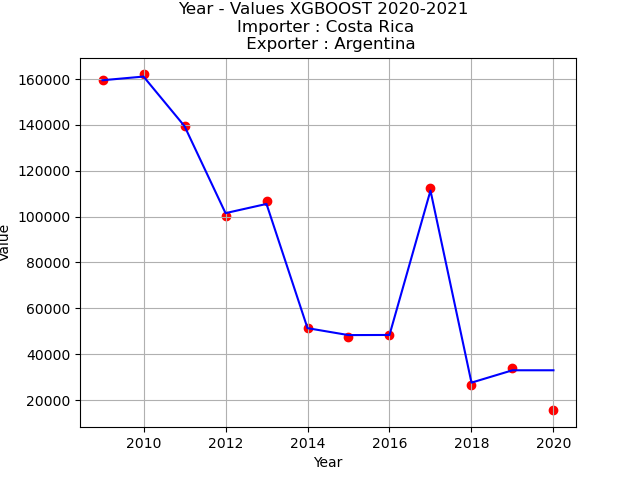 Year - Values XGBOOST 2020-2021
Importer : Costa Rica
Exporter : Argentina
160000
140000
120000
100000
80000
60000
40000
20000
Value
2010 2012 2014 2016 2018 2020
Year